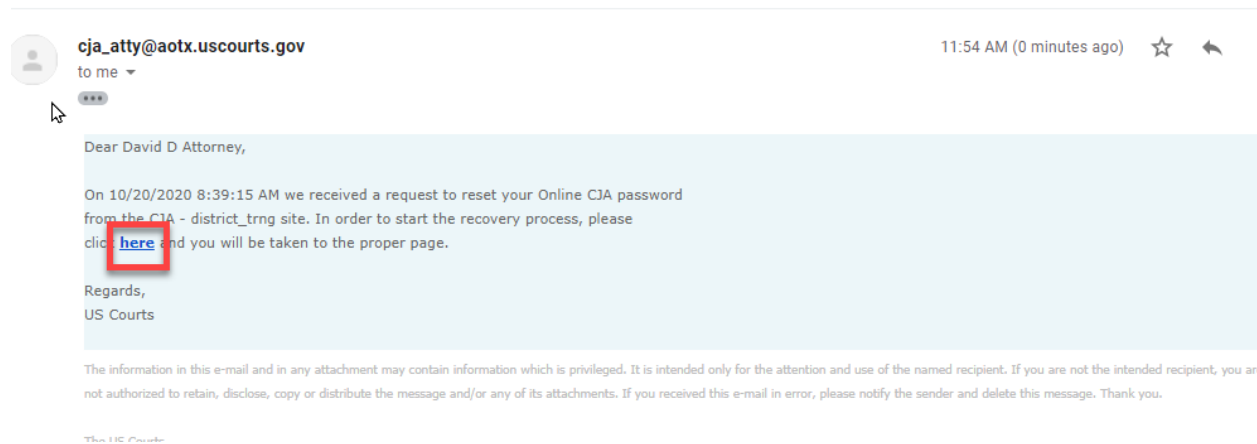 cja_atty@aotx.uscourts.gov 11:54 AM (0 minutes ago)
to me
Dear David D Attorney,
On 10/20/2020 8:39:15 AM we received a request to reset your Online CJA password
from the CJA - district_trng site. In order to start the recovery process, please
click here and you will be taken to the proper page.
Regards,
US Courts
The information in this e-mail and in any attachment may contain information which is privileged. It is intended only for the attention and use of the named recipient. If you are not the intended recipient, you
not authorized to retain, disclose, copy or distribute the message and/or any of its attachments. If you received this e-mail in error, please notify the sender and delete this message. Thank you.
The US Courts